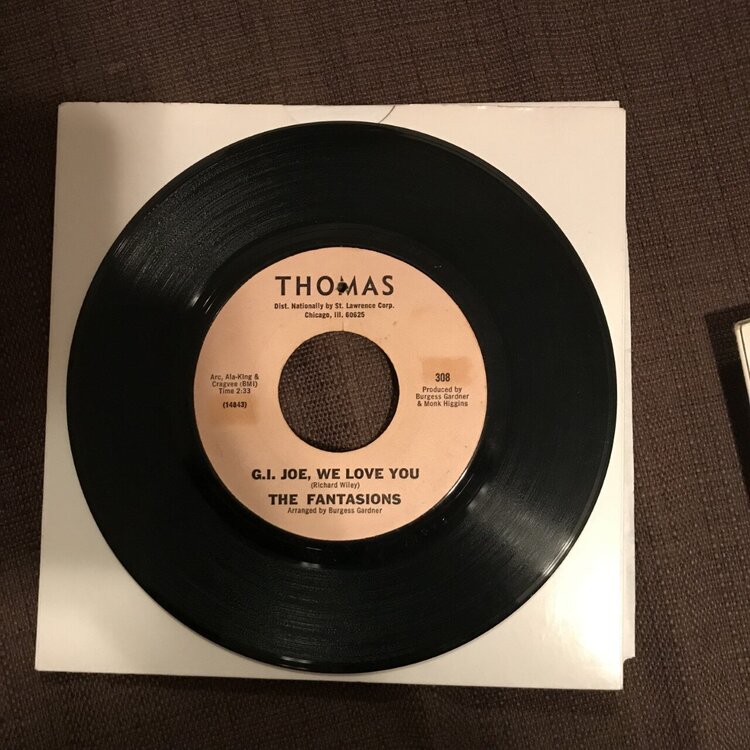 THOMAS
Dist. Nationally by St. Lawrence Corp.
Chicago, Ill. 60625
Arc, Ala-King &
Cragvee (BMI)
Time 2:33
(14843)
308
Produced by
Burgess Gardner
& Monk Higgins
G.I. JOE, WE LOVE YOU
(Richard Wiley)
THE FANTASIONS
Arranged by Burgess Gardner